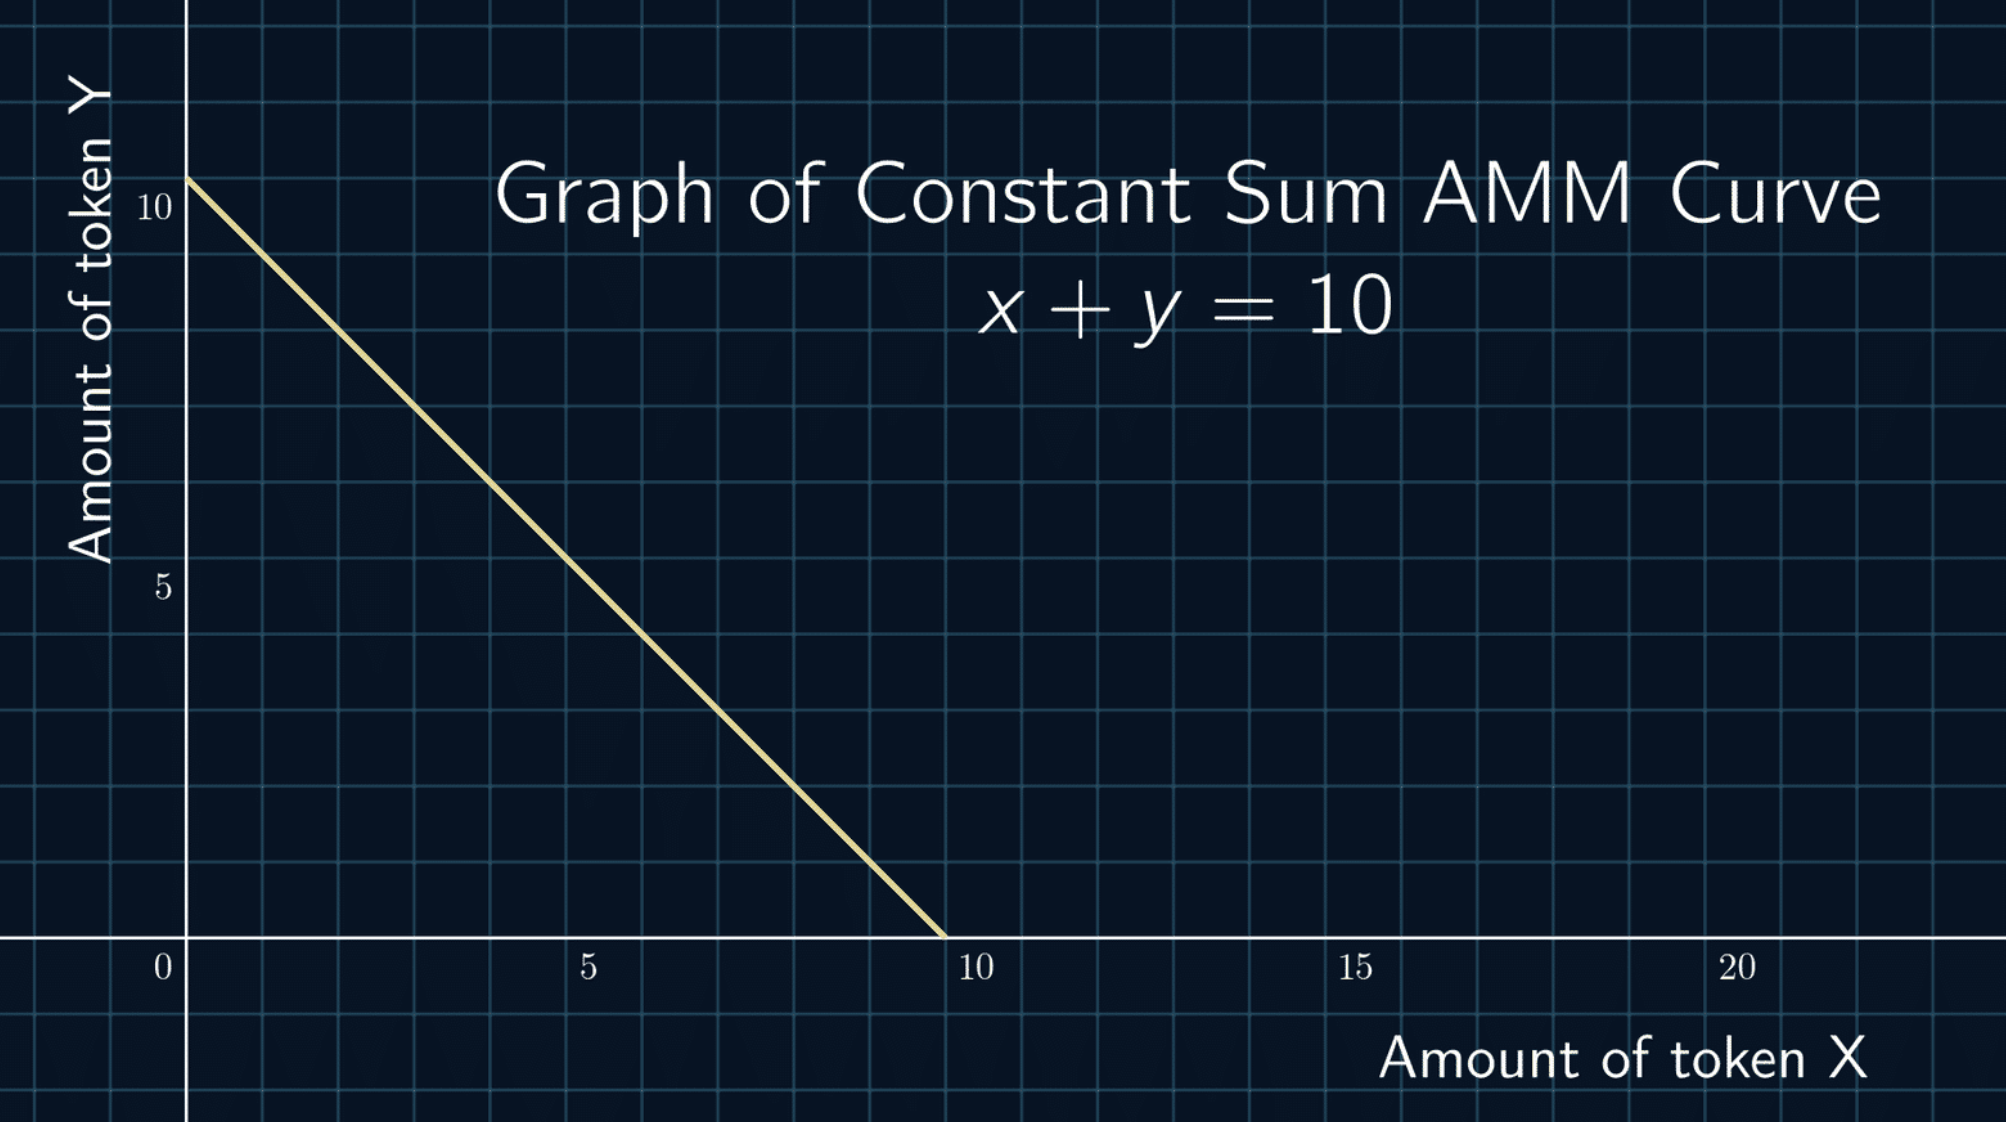 Graph of Constant Sum AMM Curve
x + y = 10
Amount of token Y
10
5
0
5
10
15
20
Amount of token X